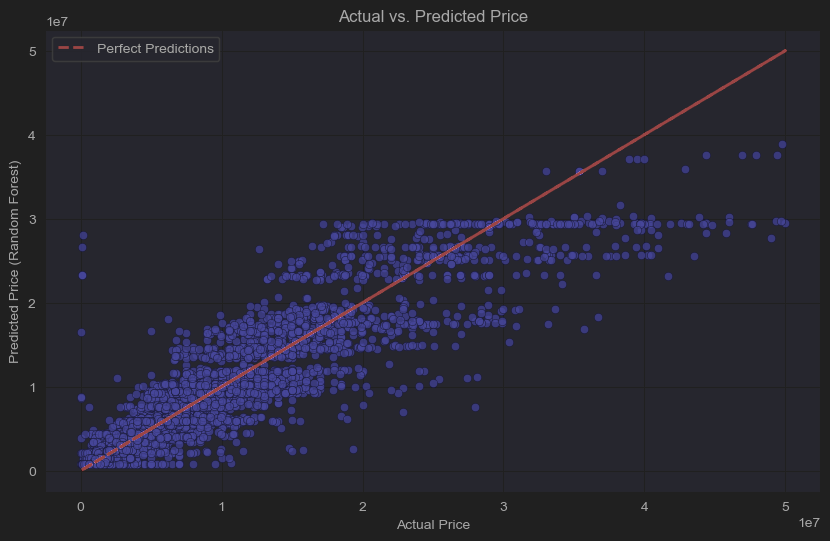 Actual vs. Predicted Price
1e7
Perfect Predictions
5
4
3
2
1
0
Predicted Price (Random Forest)
0 1 2 3 4 5
1e7
Actual Price